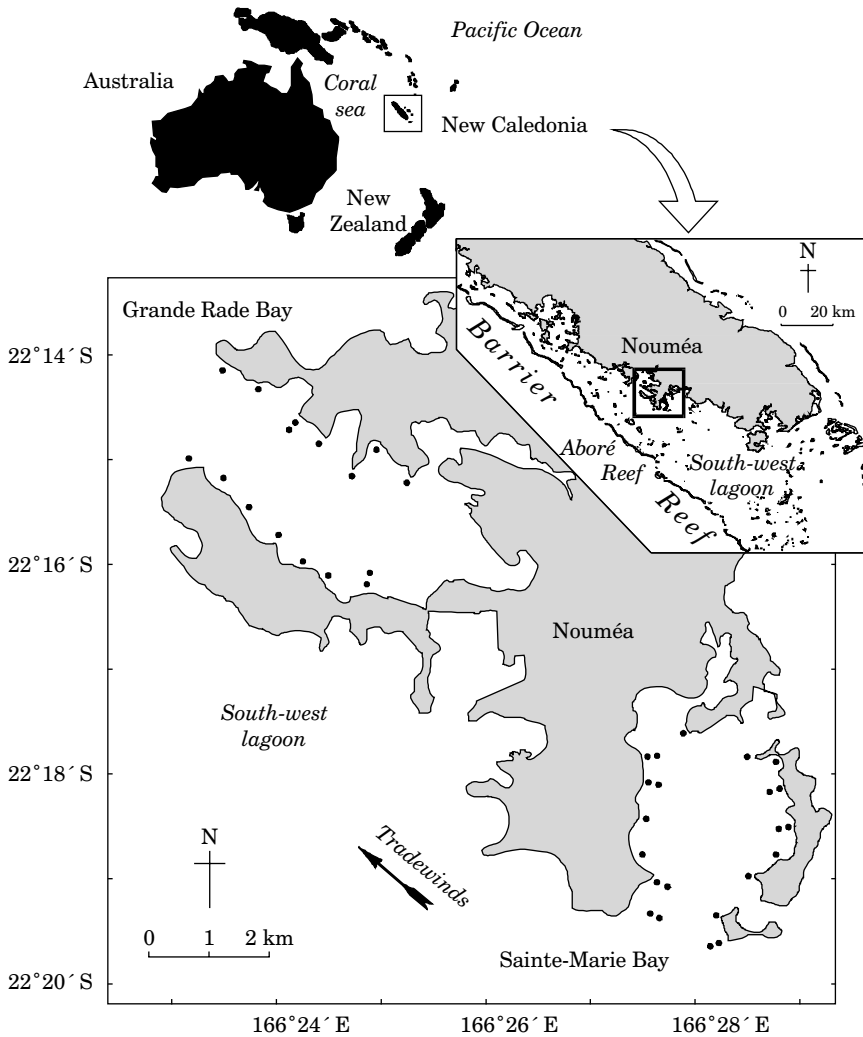 Pacific Ocean
Australia
Coral
sea
New Caledonia
New
Zealand
N
0 20 km
Nouméa
Barrier
Reef
Aboré
Reef
South-west
lagoon
Grande Rade Bay
22°14´S
22°16´S
22°18´S
22°20´S
Nouméa
South-west
lagoon
Tradewinds
N
0 1 2 km
Sainte-Marie Bay
166°24´E
166°26´E
166°28´E